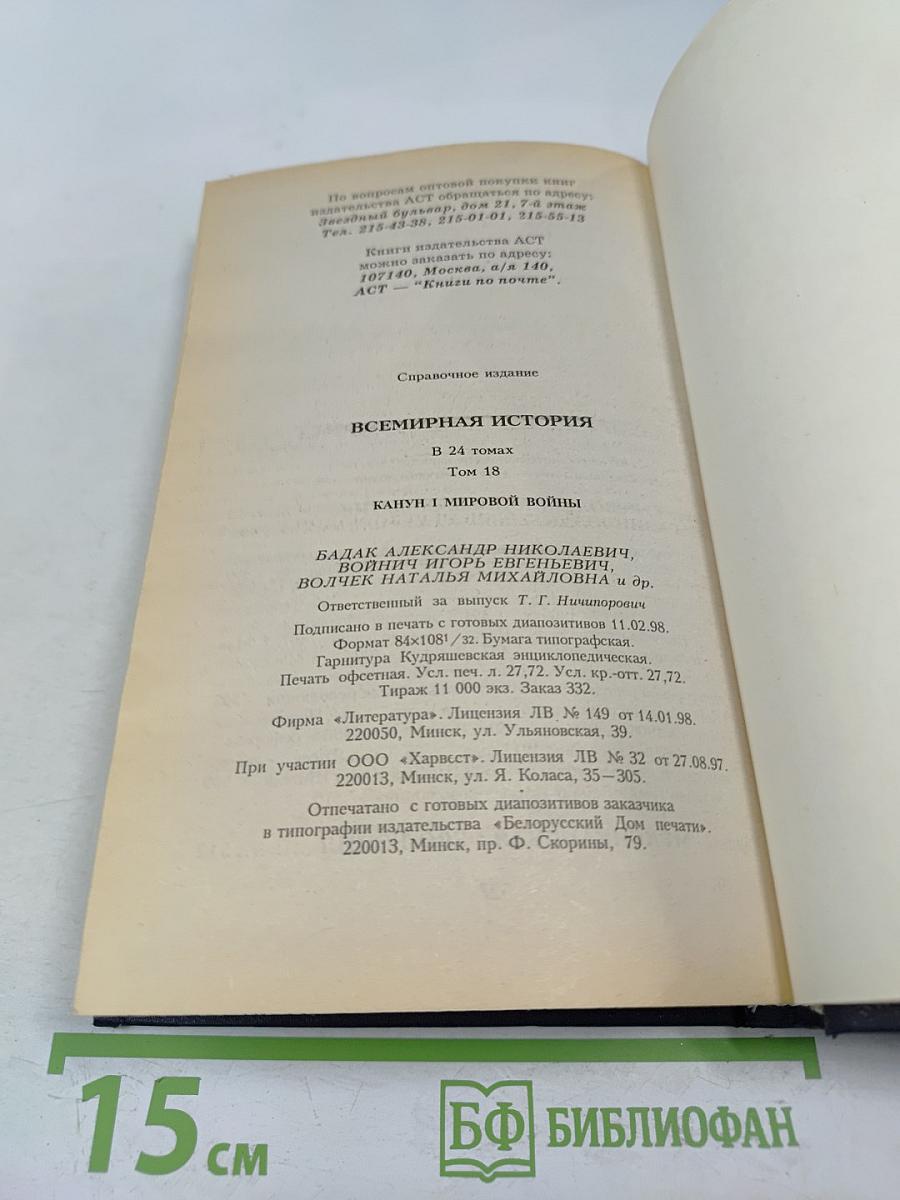 По вопросам оптовой покупки книг
издательства АСТ обращаться по адресу:
Звездный бульвар, дом 21, 7-й этаж
Тел. 215-43-38, 215-01-01, 215-55-13
Книги издательства АСТ
можно заказать по адресу:
107140, Москва, а/я 140,
АСТ — "Книги по почте".
Справочное издание
ВСЕМИРНАЯ ИСТОРИЯ
В 24 томах
Том 18
КАНУН I МИРОВОЙ ВОЙНЫ
БАДАК АЛЕКСАНДР НИКОЛАЕВИЧ,
ВОЙНИЧ ИГОРЬ ЕВГЕНЬЕВИЧ,
ВОЛЧЕК НАТАЛЬЯ МИХАЙЛОВНА и др.
Ответственный за выпуск Т. Г. Ничипорович
Подписано в печать с готовых диапозитивов 11.02.98.
Формат 84×108¹/32. Бумага типографская.
Гарнитура Кудряшевская энциклопедическая.
Печать офсетная. Усл. печ. л. 27,72. Усл. кр.-отт. 27,72.
Тираж 11 000 экз. Заказ 332.
Фирма «Литература». Лицензия ЛВ № 149 от 14.01.98.
220050, Минск, ул. Ульяновская, 39.
При участии ООО «Харвест». Лицензия ЛВ № 32 от 27.08.97.
220013, Минск, ул. Я. Коласа, 35—305.
Отпечатано с готовых диапозитивов заказчика
в типографии издательства «Белорусский Дом печати».
220013, Минск, пр. Ф. Скорины, 79.
15 см
БФ БИБЛИОФАН